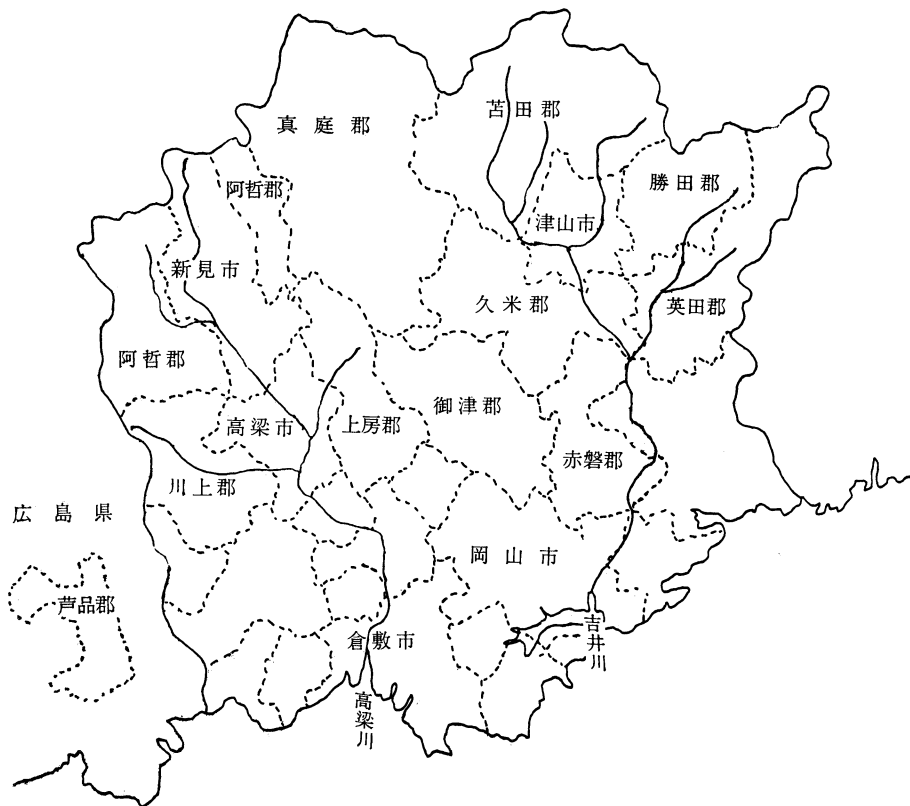 苫田郡
真庭郡
勝田郡
阿哲郡
津山市
新見市
久米郡
英田郡
阿哲郡
御津郡
高梁市
上房郡
赤磐郡
川上郡
広島県
岡山市
芦品郡
倉敷市
吉井川
高梁川